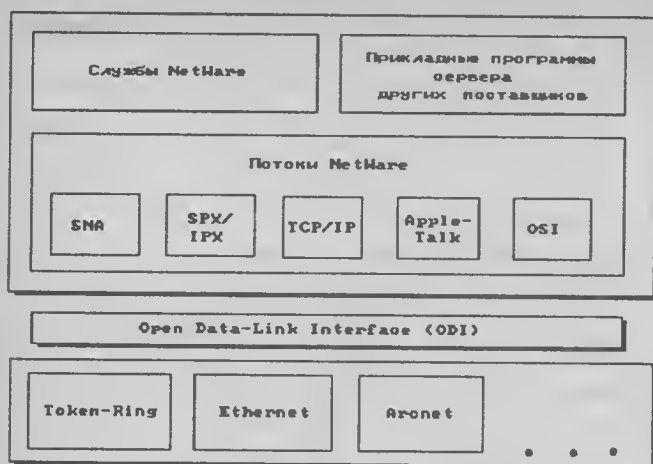 Службы NetWare
Прикладные программы
сервера
других поставщиков
Потоки NetWare
SNA
SPX/
IPX
TCP/IP
Apple-
Talk
OSI
Open Data-Link Interface (ODI)
Token-Ring
Ethernet
Arcnet
. . .